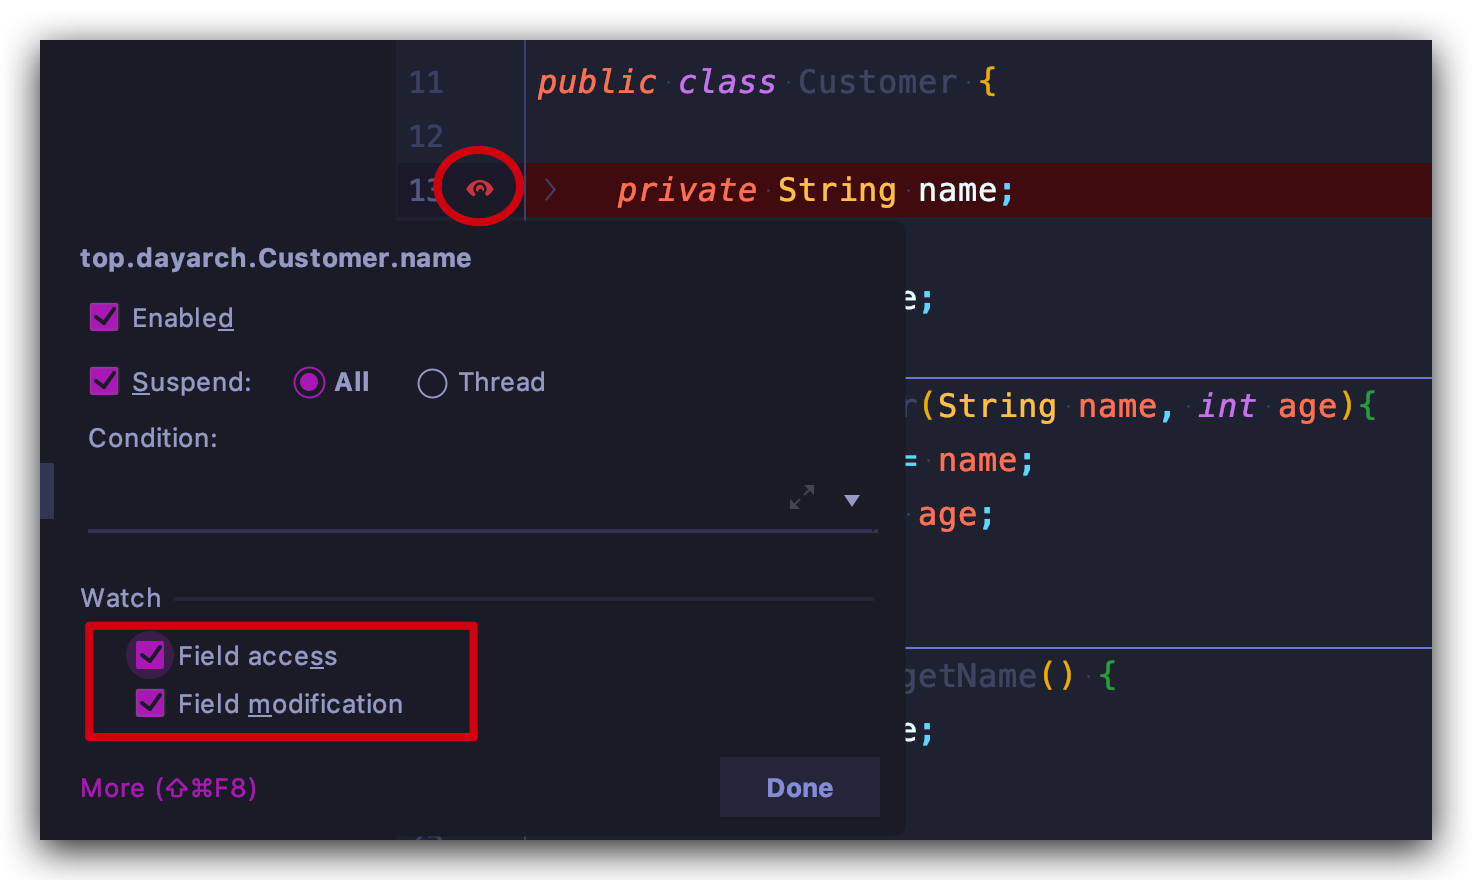 11 public class Customer {
12
13 private String name;
top.dayarch.Customer.name
Enabled
e;
Suspend: All Thread
(String name, int age){
Condition:
= name;
age;
Watch
Field access
getName() {
Field modification
e;
More (⇧⌘F8)
Done